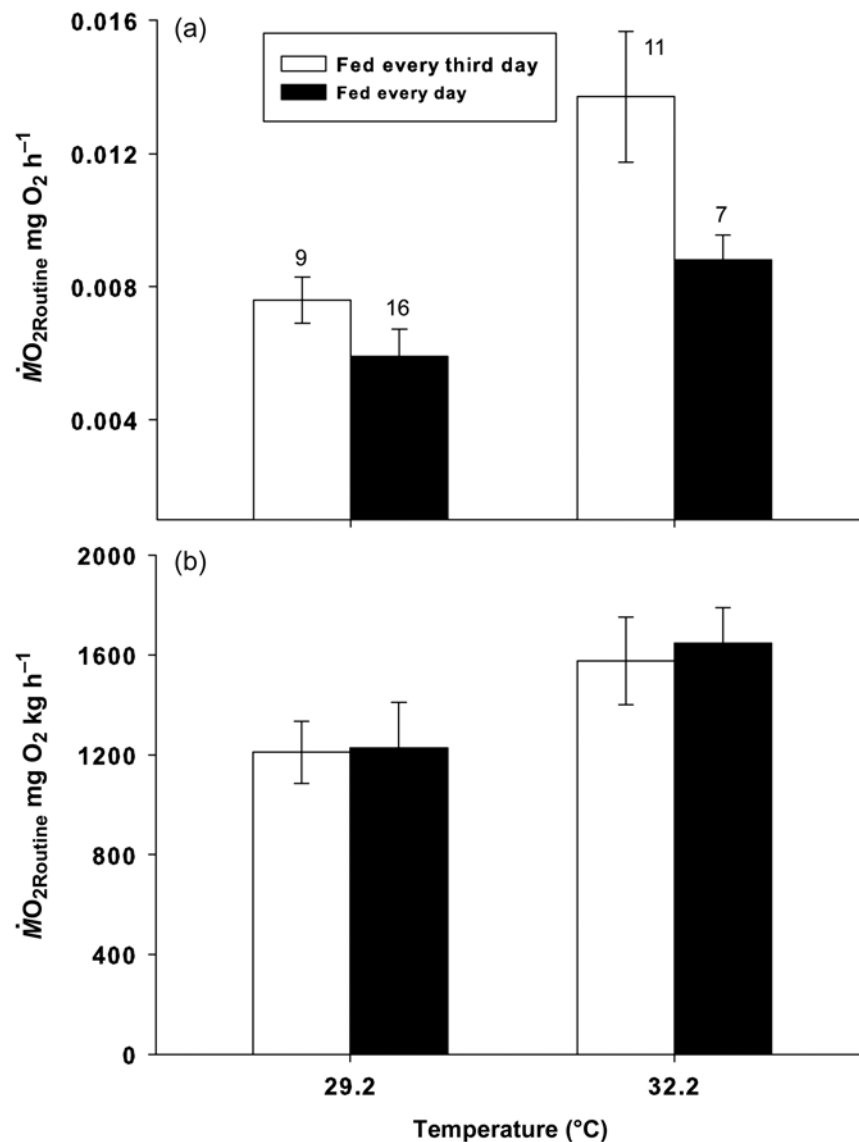 (a)
Fed every third day
Fed every day
0.016
0.012
0.008
0.004
ṀO₂Routine mg O₂ h⁻¹
9
16
11
7
(b)
2000
1600
1200
800
400
0
ṀO₂Routine mg O₂ kg h⁻¹
29.2 32.2
Temperature (°C)